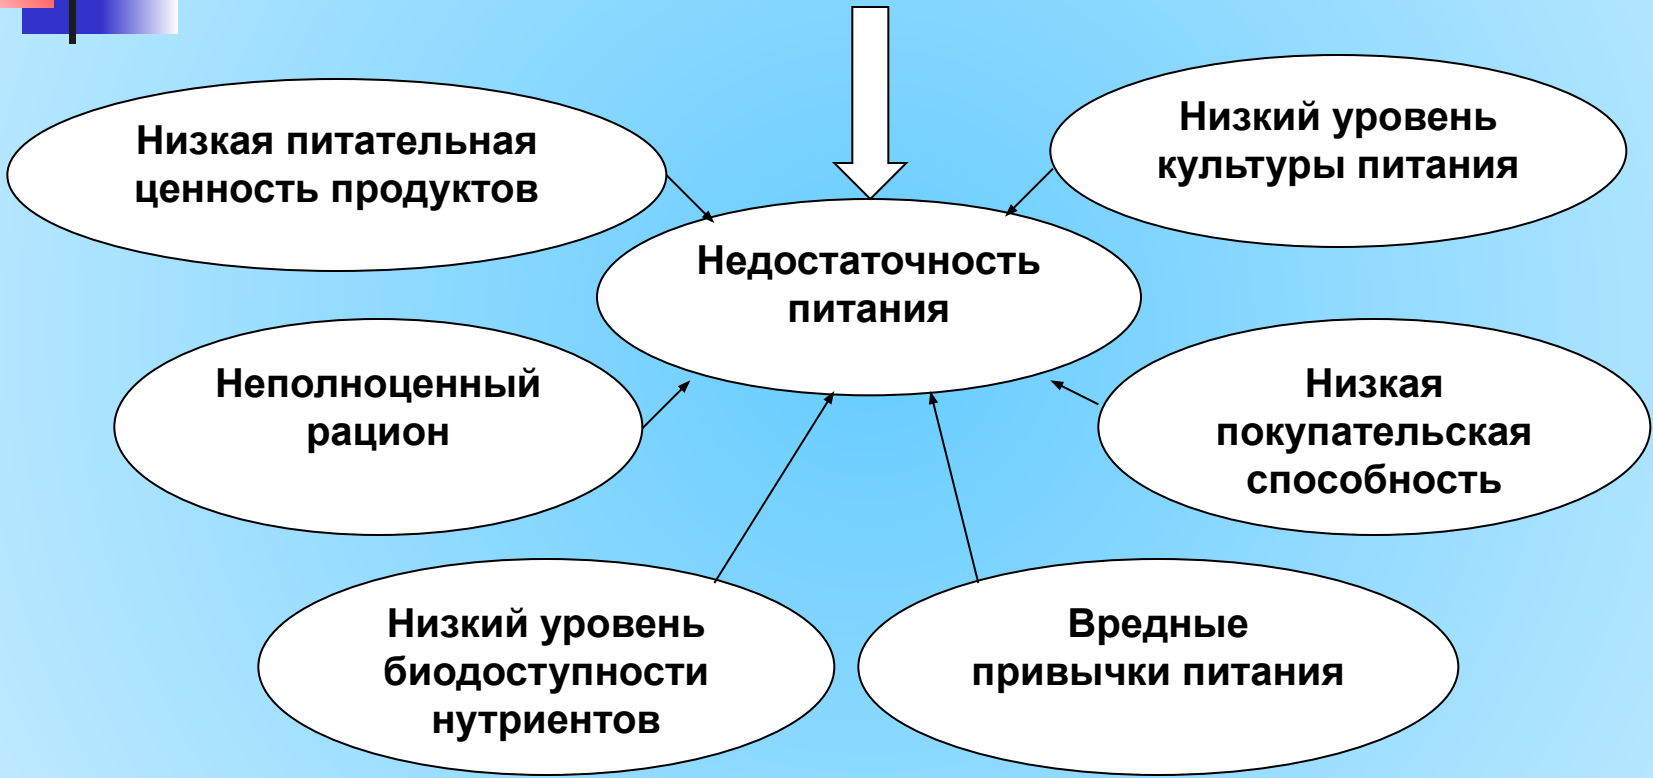 Низкая питательная
ценность продуктов
Низкий уровень
культуры питания
Недостаточность
питания
Неполноценный
рацион
Низкая
покупательская
способность
Низкий уровень
биодоступности
нутриентов
Вредные
привычки питания